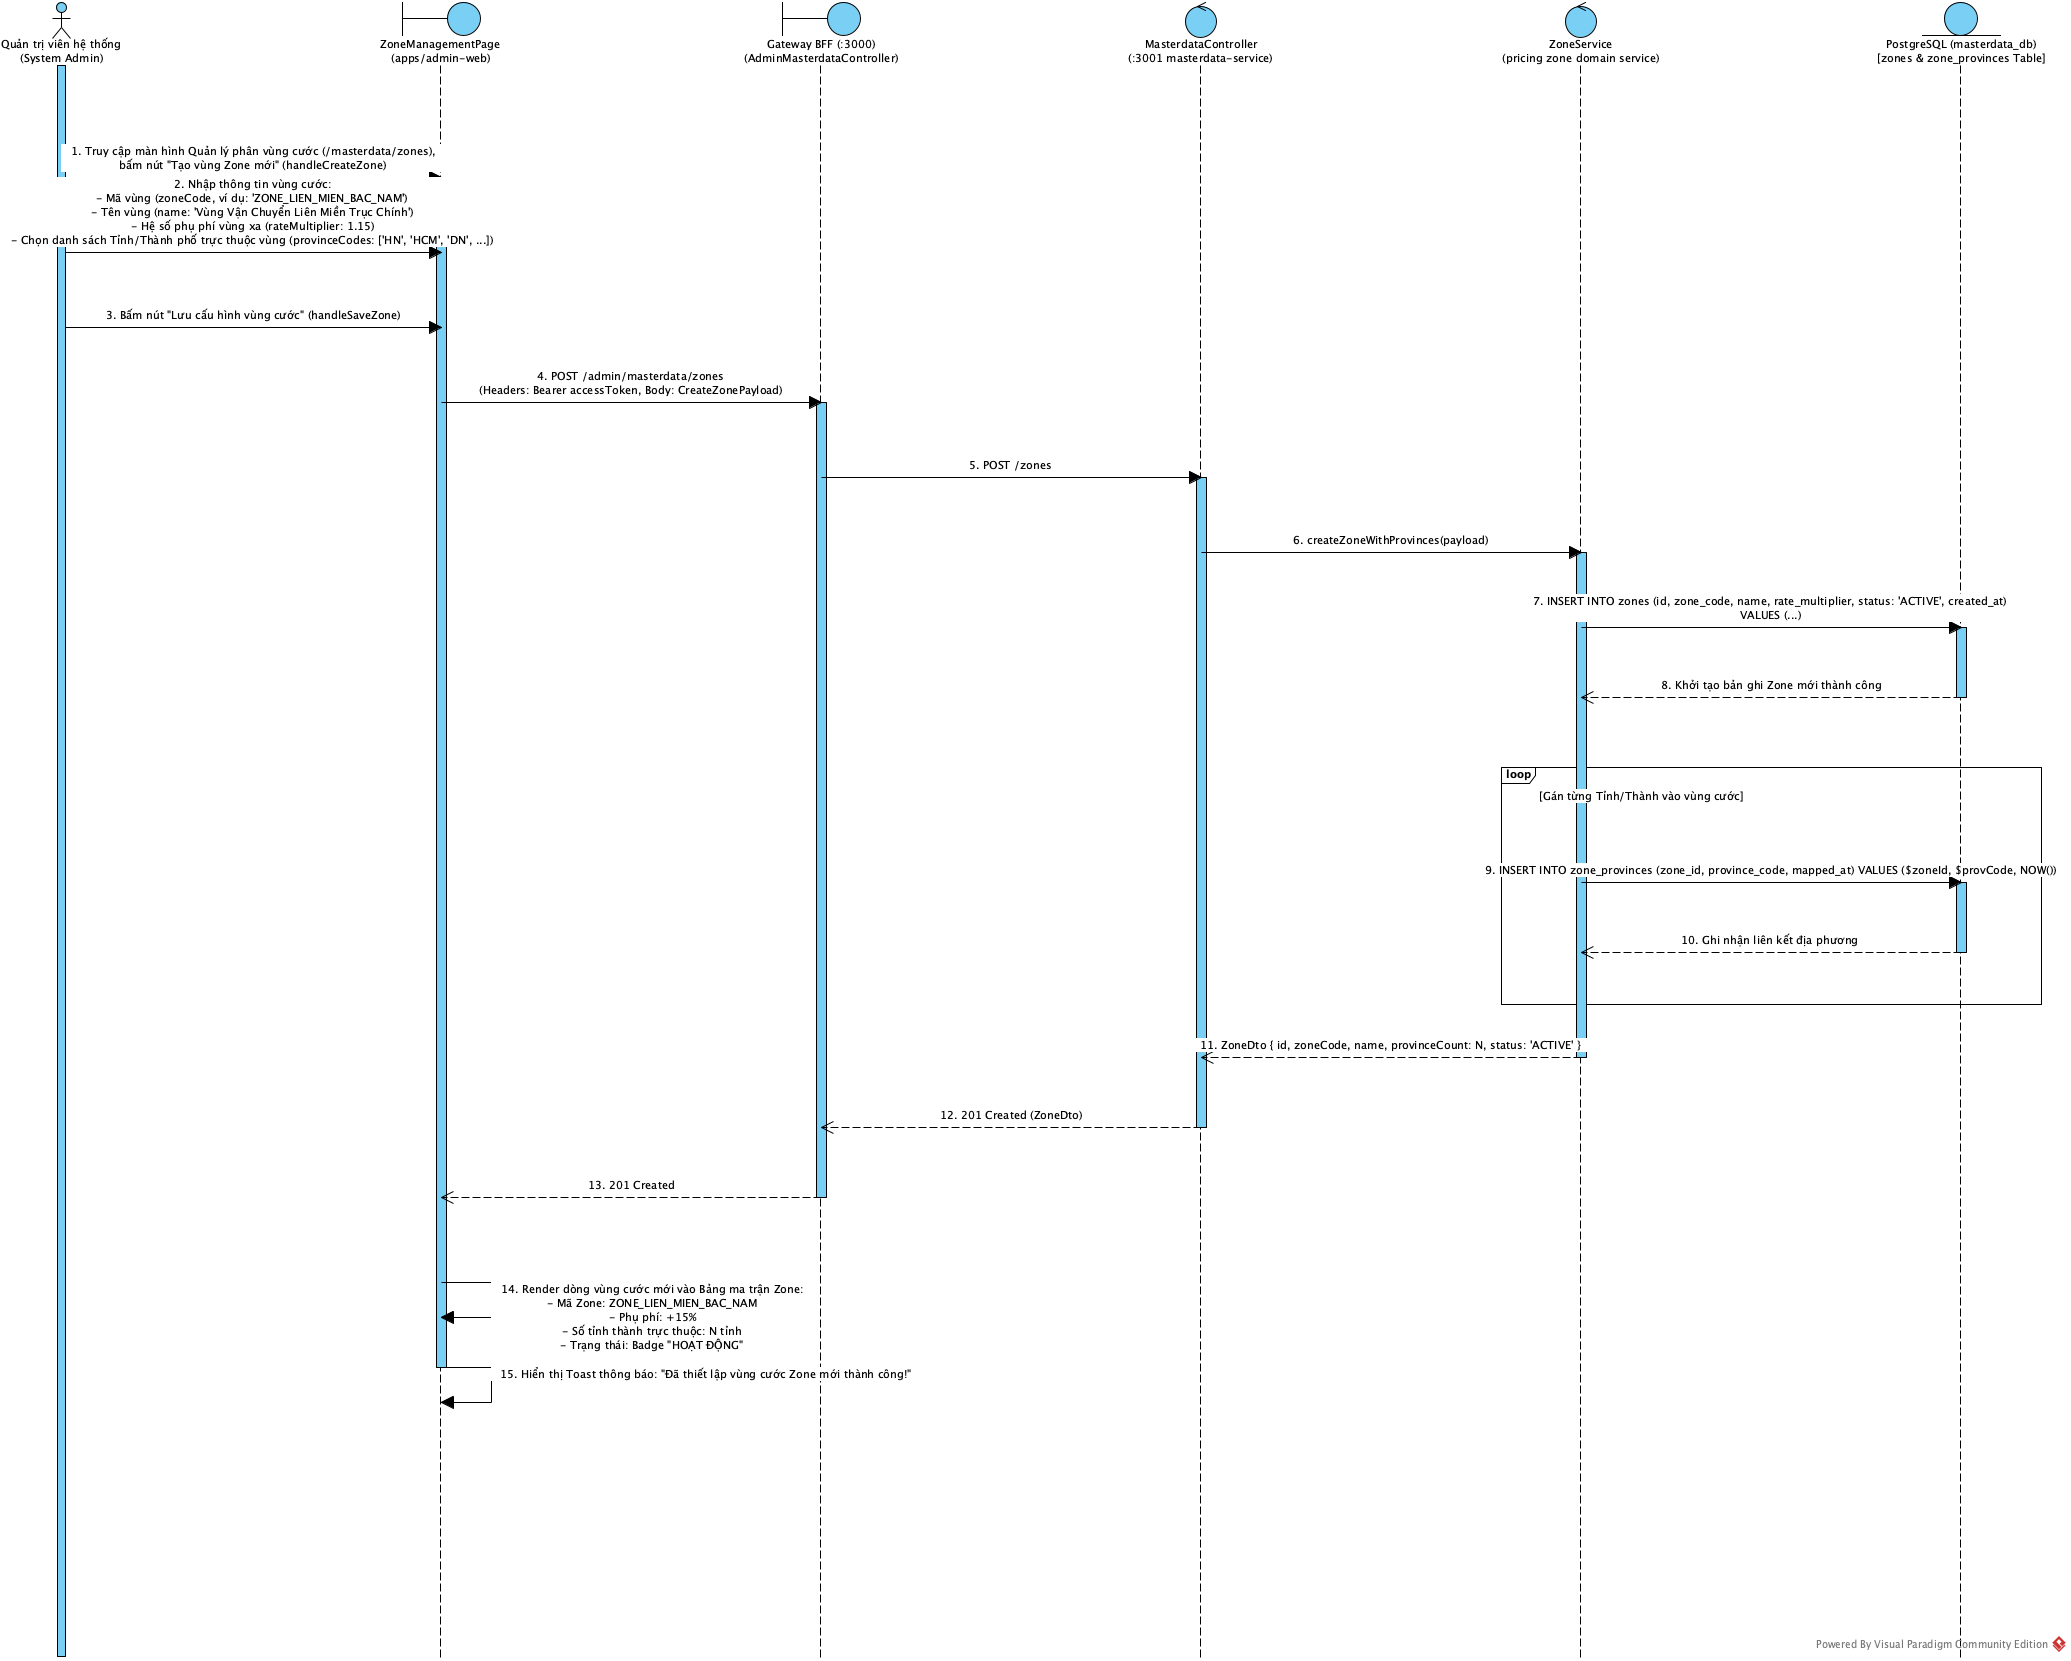 Quản trị viên hệ thống
(System Admin)
ZoneManagementPage
(apps/admin-web)
Gateway BFF (:3000)
(AdminMasterdataController)
MasterdataController
(:3001 masterdata-service)
ZoneService
(pricing zone domain service)
PostgreSQL (masterdata_db)
[zones & zone_provinces Table]
1. Truy cập màn hình Quản lý phân vùng cước (/masterdata/zones),
bấm nút "Tạo vùng Zone mới" (handleCreateZone)
2. Nhập thông tin vùng cước:
- Mã vùng (zoneCode, ví dụ: 'ZONE_LIEN_MIEN_BAC_NAM')
- Tên vùng (name: 'Vùng Vận Chuyển Liên Miền Trục Chính')
- Hệ số phụ phí vùng xa (rateMultiplier: 1.15)
- Chọn danh sách Tỉnh/Thành phố trực thuộc vùng (provinceCodes: ['HN', 'HCM', 'DN', ...])
3. Bấm nút "Lưu cấu hình vùng cước" (handleSaveZone)
4. POST /admin/masterdata/zones
(Headers: Bearer accessToken, Body: CreateZonePayload)
5. POST /zones
6. createZoneWithProvinces(payload)
7. INSERT INTO zones (id, zone_code, name, rate_multiplier, status: 'ACTIVE', created_at)
VALUES (...)
8. Khởi tạo bản ghi Zone mới thành công
loop
[Gán từng Tỉnh/Thành vào vùng cước]
9. INSERT INTO zone_provinces (zone_id, province_code, mapped_at) VALUES ($zoneId, $provCode, NOW())
10. Ghi nhận liên kết địa phương
11. ZoneDto { id, zoneCode, name, provinceCount: N, status: 'ACTIVE' }
12. 201 Created (ZoneDto)
13. 201 Created
14. Render dòng vùng cước mới vào Bảng ma trận Zone:
- Mã Zone: ZONE_LIEN_MIEN_BAC_NAM
- Phụ phí: +15%
- Số tỉnh thành trực thuộc: N tỉnh
- Trạng thái: Badge "HOẠT ĐỘNG"
15. Hiển thị Toast thông báo: "Đã thiết lập vùng cước Zone mới thành công!"
Powered By Visual Paradigm Community Edition